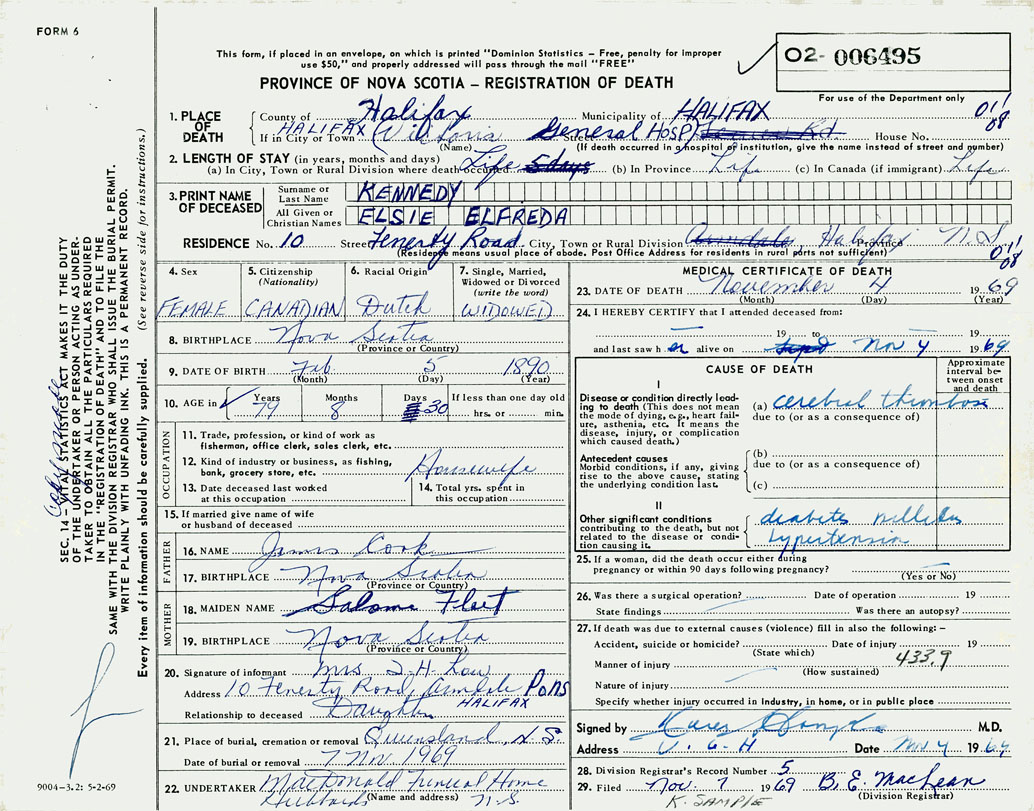 FORM 6
This form, if placed in an envelope, on which is printed "Dominion Statistics – Free, penalty for improper
use $50," and properly addressed will pass through the mail "FREE"
PROVINCE OF NOVA SCOTIA – REGISTRATION OF DEATH
02- 006495
For use of the Department only
1. PLACE OF DEATH
County of Halifax Municipality of HALIFAX 011
08
If in City or Town HALIFAX (Victoria General Hosp) House No.
(Name) (If death occurred in a hospital or institution, give the name instead of street and number)
2. LENGTH OF STAY (in years, months and days)
(a) In City, Town or Rural Division where death occurred Life 5 days (b) In Province Life (c) In Canada (if immigrant) Life
3. PRINT NAME OF DECEASED
Surname or Last Name KENNEDY
All Given or Christian Names ELSIE ELFREDA
RESIDENCE No. 10 Street Fenerty Road City, Town or Rural Division Armdale, Halifax Province N.S.
(Residence means usual place of abode. Post Office Address for residents in rural parts not sufficient) 011
08
4. Sex FEMALE
5. Citizenship (Nationality) CANADIAN
6. Racial Origin Dutch
7. Single, Married, Widowed or Divorced (write the word) WIDOWED
8. BIRTHPLACE Nova Scotia
(Province or Country)
9. DATE OF BIRTH Feb 5 1890
(Month) (Day) (Year)
10. AGE in Years Months Days If less than one day old
79 8 30 hrs. or min.
OCCUPATION
11. Trade, profession, or kind of work as
fisherman, office clerk, sales clerk, etc.
12. Kind of industry or business, as fishing,
bank, grocery store, etc. Housewife
13. Date deceased last worked
at this occupation
14. Total yrs. spent in
this occupation
15. If married give name of wife
or husband of deceased
FATHER
16. NAME James Cook
17. BIRTHPLACE Nova Scotia
(Province or Country)
MOTHER
18. MAIDEN NAME Salome Fleet
19. BIRTHPLACE Nova Scotia
(Province or Country)
20. Signature of informant Mrs
Address 10 Fenerty Road, Armdale
HALIFAX
Relationship to deceased Daughter
21. Place of burial, cremation or removal Queensland, N.S.
Date of burial or removal 7 Nov 1969
22. UNDERTAKER MacDonald Funeral Home
(Name and address)
Hubbards N.S.
MEDICAL CERTIFICATE OF DEATH
23. DATE OF DEATH November 4 1969
(Month) (Day) (Year)
24. I HEREBY CERTIFY that I attended deceased from:
19 to 19
and last saw her alive on Nov 4 1969
CAUSE OF DEATH
Approximate interval between onset and death
I
Disease or condition directly leading
to death (This does not mean
the mode of dying, e.g., heart failure,
asthenia, etc. It means the
disease, injury, or complication
which caused death.)
(a) cerebral thrombosis
due to (or as a consequence of)
Antecedent causes
Morbid conditions, if any, giving
rise to the above cause, stating
the underlying condition last.
(b)
due to (or as a consequence of)
(c)
II
Other significant conditions
contributing to the death, but not
related to the disease or condition
causing it.
diabetes mellitus
hypertension
25. If a woman, did the death occur either during
pregnancy or within 90 days following pregnancy?
(Yes or No)
26. Was there a surgical operation? Date of operation 19
State findings Was there an autopsy?
27. If death was due to external causes (violence) fill in also the following: –
Accident, suicide or homicide? Date of injury 19
(State which)
Manner of injury 433.9
(How sustained)
Nature of injury
Specify whether injury occurred in industry, in home, or in public place
Signed by M.D.
Address V.G.H Date Nov 4 1969
28. Division Registrar's Record Number 5
29. Filed Nov. 7 1969 B. E. MacLean
(Division Registrar)
K. SAMPLE
SEC. 14 – VITAL STATISTICS ACT MAKES IT THE DUTY
OF THE UNDERTAKER OR PERSON ACTING AS UNDERTAKER
TO OBTAIN ALL THE PARTICULARS REQUIRED
IN THE "REGISTRATION OF DEATH" AND TO FILE THE
SAME WITH THE DIVISION REGISTRAR WHO SHALL ISSUE THE BURIAL PERMIT.
WRITE PLAINLY WITH UNFADING INK. THIS IS A PERMANENT RECORD.
Every item of information should be carefully supplied. (See reverse side for instructions.)
9004-3.2: 5-2-69